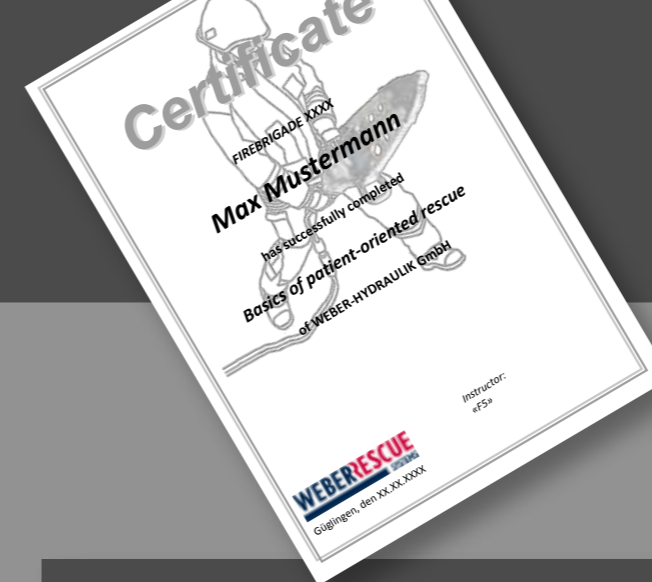 Certificate
FIREBRIGADE XXXX
Max Mustermann
has successfully completed
Basics of patient-oriented rescue
of WEBER-HYDRAULIK GmbH
Instructor:
«F5»
WEBERRESCUE
SYSTEMS
Güglingen, den XX.XX.XXXX